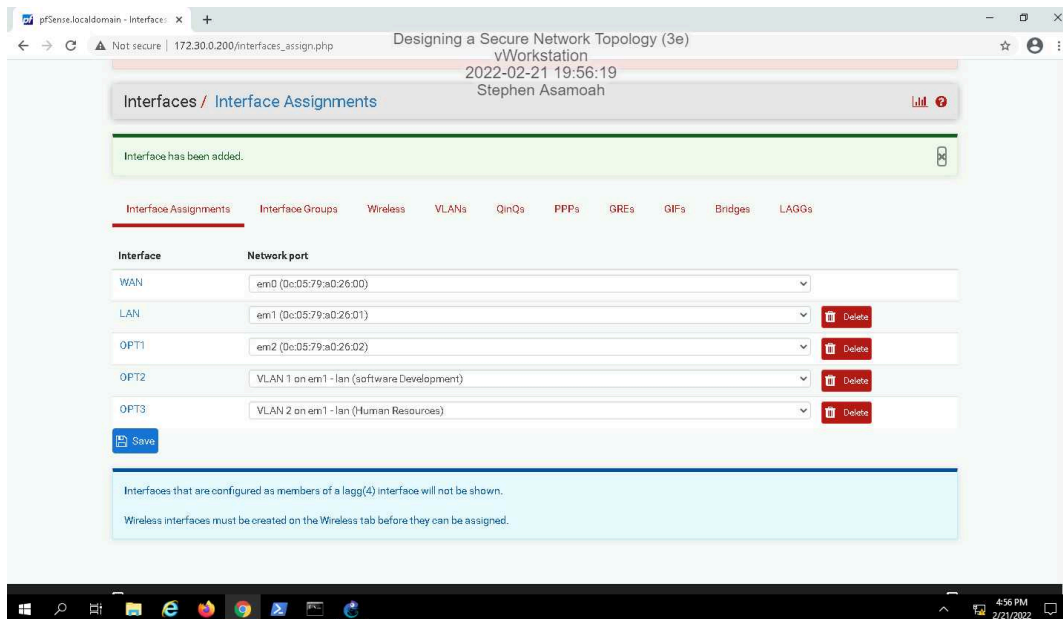 pfSense.localdomain - Interfaces
Not secure | 172.30.0.200/interfaces_assign.php
Designing a Secure Network Topology (3e)
vWorkstation
2022-02-21 19:56:19
Stephen Asamoah
Interfaces / Interface Assignments
Interface has been added.
Interface Assignments Interface Groups Wireless VLANs QinQs PPPs GREs GIFs Bridges LAGGs
Interface Network port
WAN em0 (0c:05:79:a0:26:00)
LAN em1 (0c:05:79:a0:26:01) Delete
OPT1 em2 (0c:05:79:a0:26:02) Delete
OPT2 VLAN 1 on em1 - lan (software Development) Delete
OPT3 VLAN 2 on em1 - lan (Human Resources) Delete
Save
Interfaces that are configured as members of a lagg(4) interface will not be shown.
Wireless interfaces must be created on the Wireless tab before they can be assigned.
4:56 PM
2/21/2022